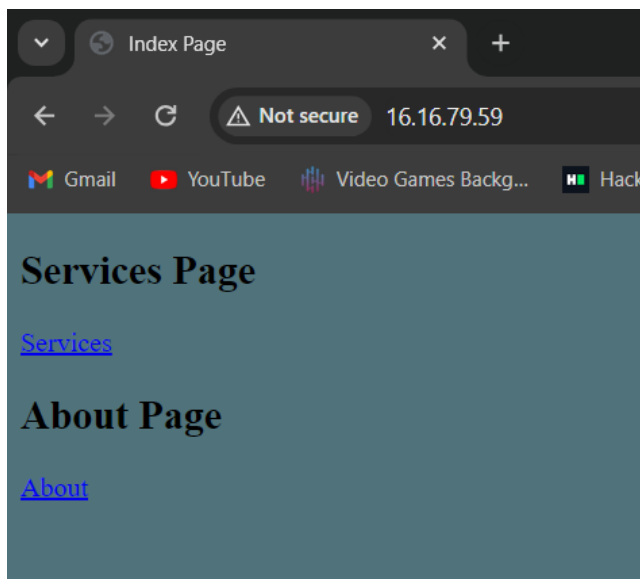 Index Page
Not secure 16.16.79.59
Gmail YouTube Video Games Backg... Hack
Services Page
Services
About Page
About